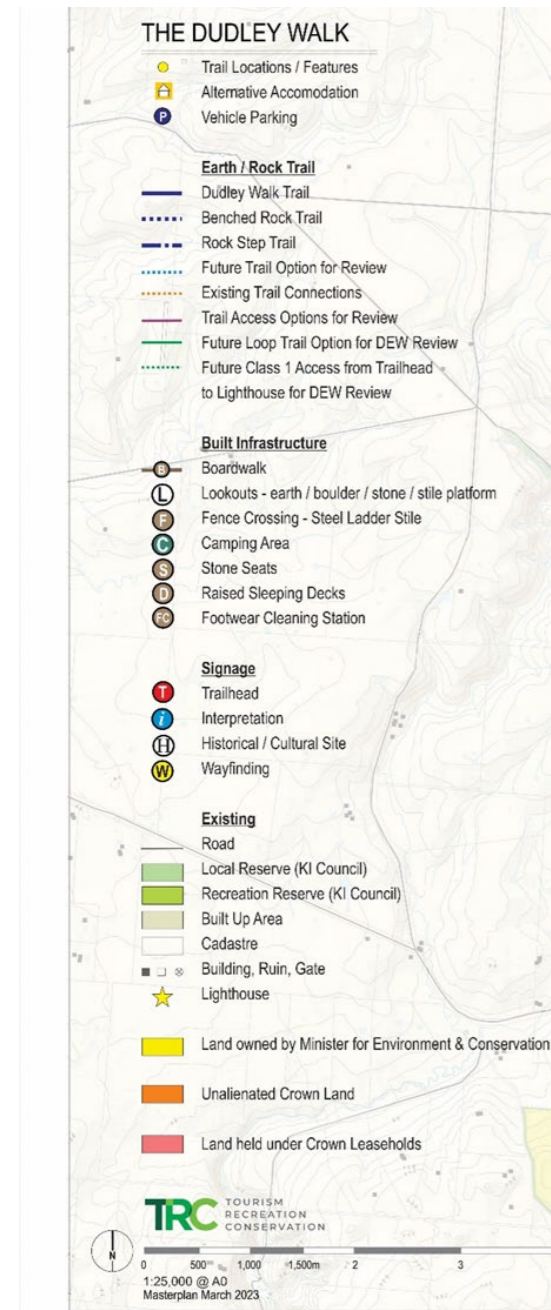 THE DUDLEY WALK
Trail Locations / Features
Alternative Accomodation
P Vehicle Parking
Earth / Rock Trail
Dudley Walk Trail
Benched Rock Trail
Rock Step Trail
Future Trail Option for Review
Existing Trail Connections
Trail Access Options for Review
Future Loop Trail Option for DEW Review
Future Class 1 Access from Trailhead
to Lighthouse for DEW Review
Built Infrastructure
B Boardwalk
L Lookouts - earth / boulder / stone / stile platform
F Fence Crossing - Steel Ladder Stile
C Camping Area
S Stone Seats
D Raised Sleeping Decks
FC Footwear Cleaning Station
Signage
T Trailhead
i Interpretation
H Historical / Cultural Site
W Wayfinding
Existing
Road
Local Reserve (KI Council)
Recreation Reserve (KI Council)
Built Up Area
Cadastre
Building, Ruin, Gate
Lighthouse
Land owned by Minister for Environment & Conservation
Unalienated Crown Land
Land held under Crown Leaseholds
TRC TOURISM
RECREATION
CONSERVATION
N
0 500 1,000 1,500m 2 3
1:25,000 @ A0
Masterplan March 2023